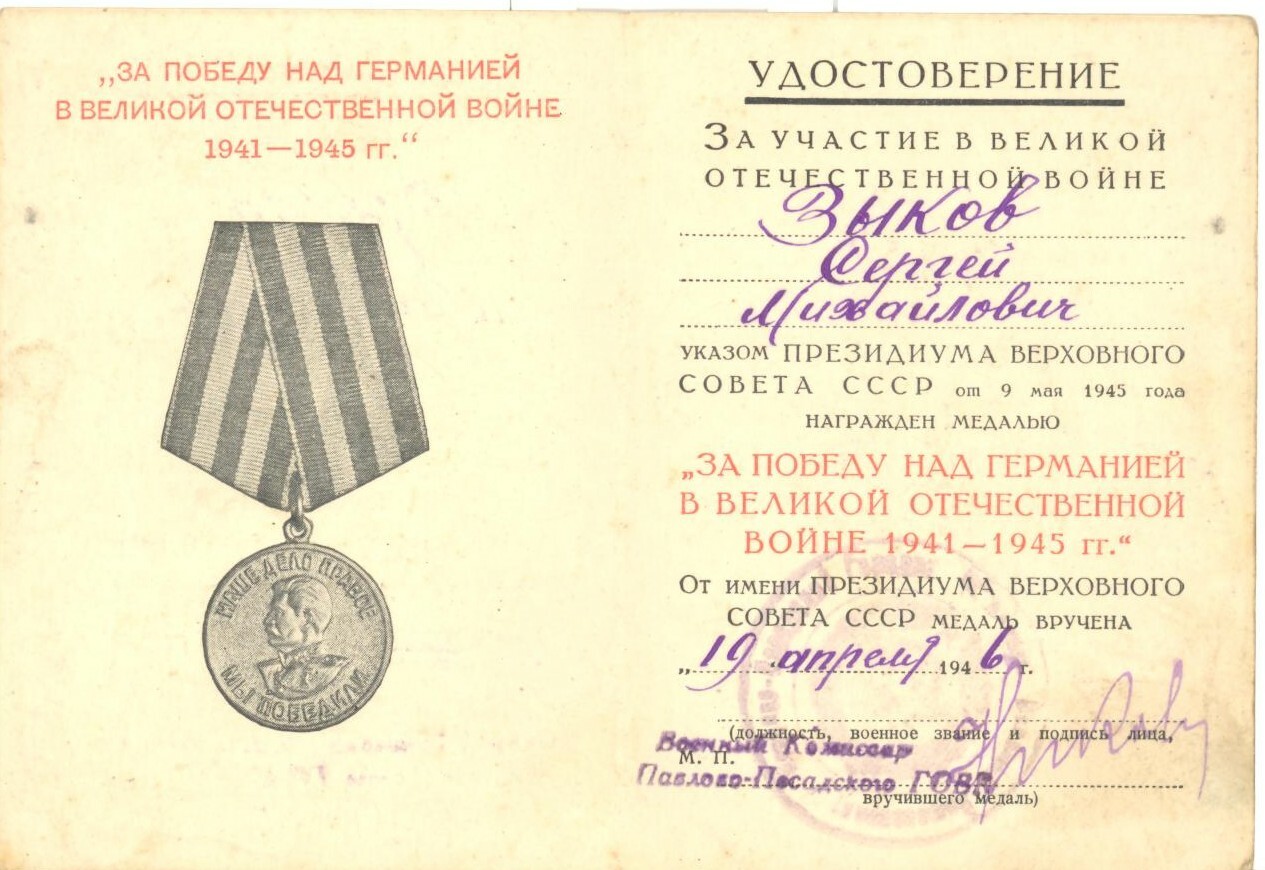 „ЗА ПОБЕДУ НАД ГЕРМАНИЕЙ
В ВЕЛИКОЙ ОТЕЧЕСТВЕННОЙ ВОЙНЕ
1941—1945 гг.“
НАШЕ ДЕЛО ПРАВОЕ
МЫ ПОБЕДИЛИ
УДОСТОВЕРЕНИЕ
ЗА УЧАСТИЕ В ВЕЛИКОЙ
ОТЕЧЕСТВЕННОЙ ВОЙНЕ
Зыков
Сергей
Михайлович
УКАЗОМ ПРЕЗИДИУМА ВЕРХОВНОГО
СОВЕТА СССР от 9 мая 1945 года
НАГРАЖДЕН МЕДАЛЬЮ
„ЗА ПОБЕДУ НАД ГЕРМАНИЕЙ
В ВЕЛИКОЙ ОТЕЧЕСТВЕННОЙ
ВОЙНЕ 1941—1945 гг.“
ОТ ИМЕНИ ПРЕЗИДИУМА ВЕРХОВНОГО
СОВЕТА СССР МЕДАЛЬ ВРУЧЕНА
„19 апреля 1946 г.
(должность, военное звание и подпись лица,
Военный Комиссар
М. П.
Павлово-Посадского ГОВК
вручившего медаль)